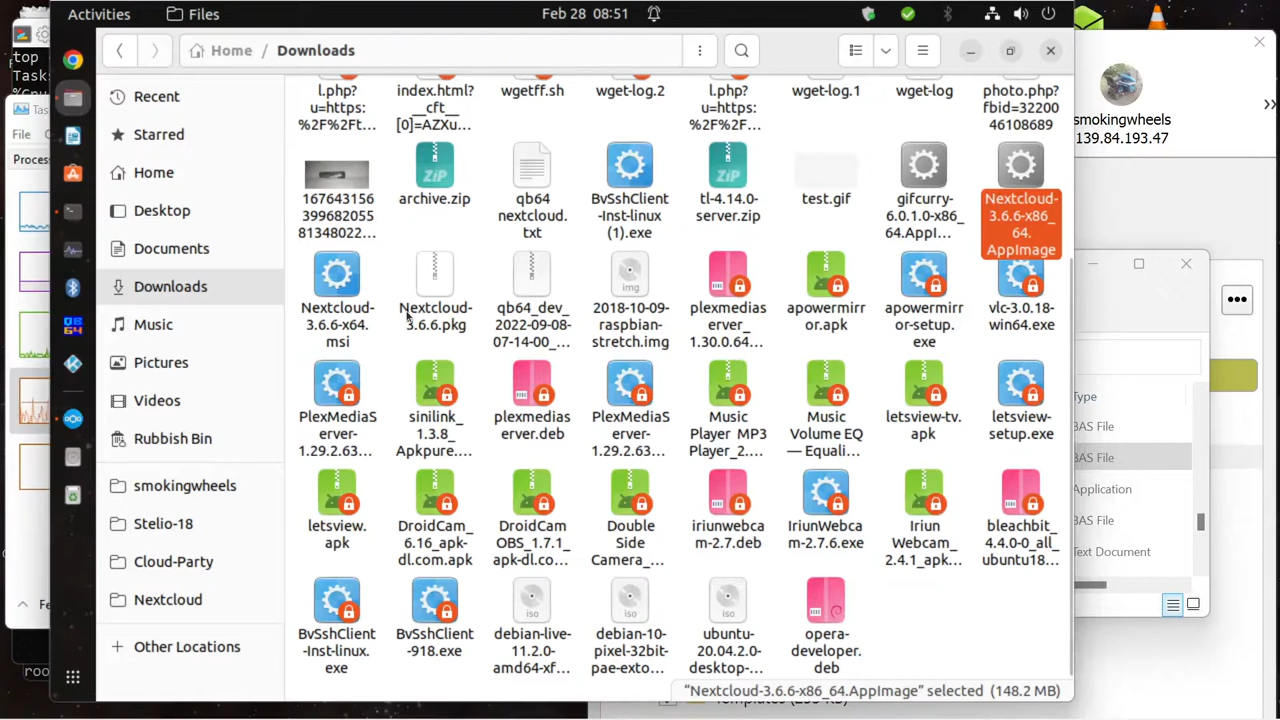 Activities
Files
Feb 28 08:51
top
Tasks
File
Process
Home / Downloads
Recent
Starred
Home
Desktop
Documents
Downloads
Music
Pictures
Videos
Rubbish Bin
smokingwheels
Stelio-18
Cloud-Party
Nextcloud
Other Locations
l.php?
u=https:
%2F%2Ft...
index.html?
__cft__
[0]=AZXu...
wgetff.sh
wget-log.2
l.php?
u=https:
%2F%2Ft...
wget-log.1
wget-log
photo.php?
fbid=32200
46108689
167643156
3996820555
81348022...
archive.zip
qb64
nextcloud.
txt
BvSshClient
-Inst-linux
(1).exe
tl-4.14.0-
server.zip
test.gif
gifcurry-
6.0.1.0-x86_
64.AppI...
Nextcloud-
3.6.6-x86_
64.
AppImage
Nextcloud-
3.6.6-x64.
msi
Nextcloud-
3.6.6.pkg
qb64_dev_
2022-09-08-
07-14-00_...
2018-10-09-
raspbian-
stretch.img
plexmedias
erver_
1.30.0.64...
apowermirr
or.apk
apowermirr
or-setup.
exe
vlc-3.0.18-
win64.exe
PlexMediaS
erver-
1.29.2.63...
sinilink_
1.3.8_
Apkpure....
plexmedias
erver.deb
PlexMediaS
erver-
1.29.2.63...
Music
Player MP3
Player_2....
Music
Volume EQ
— Equali...
letsview-tv.
apk
letsview-
setup.exe
letsview.
apk
DroidCam_
6.16_apk-
dl.com.apk
DroidCam
OBS_1.7.1_
apk-dl.co...
Double
Side
Camera_...
iriunwebca
m-2.7.deb
IriunWebca
m-2.7.6.exe
Iriun
Webcam_
2.4.1_apk...
bleachbit_
4.4.0-0_all_
ubuntu18...
BvSshClient
-Inst-linux.
exe
BvSshClient
-918.exe
debian-live-
11.2.0-
amd64-xf...
debian-10-
pixel-32bit-
pae-exto...
ubuntu-
20.04.2.0-
desktop-...
opera-
developer.
deb
"Nextcloud-3.6.6-x86_64.AppImage" selected (148.2 MB)
smokingwheels
139.84.193.47
Type
BAS File
BAS File
Application
BAS File
Text Document